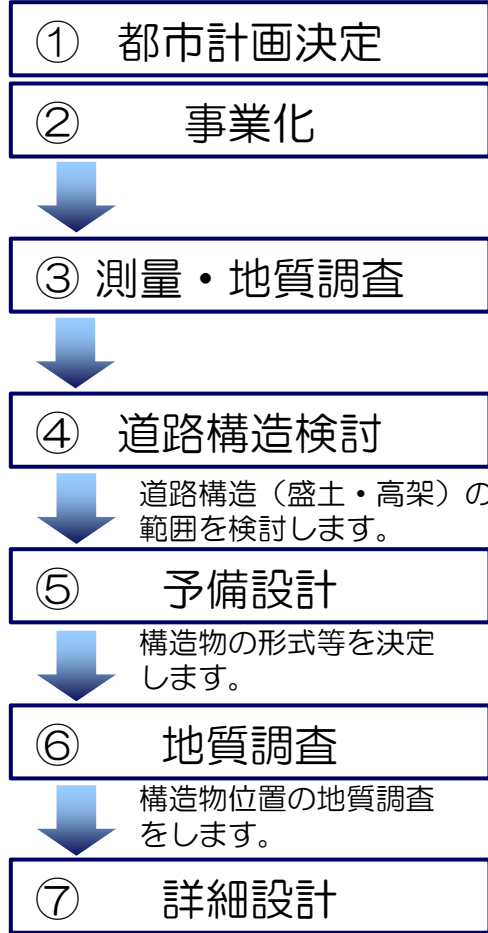 ① 都市計画決定
② 事業化
③ 測量・地質調査
④ 道路構造検討
道路構造（盛土・高架）の
範囲を検討します。
⑤ 予備設計
構造物の形式等を決定
します。
⑥ 地質調査
構造物位置の地質調査
をします。
⑦ 詳細設計